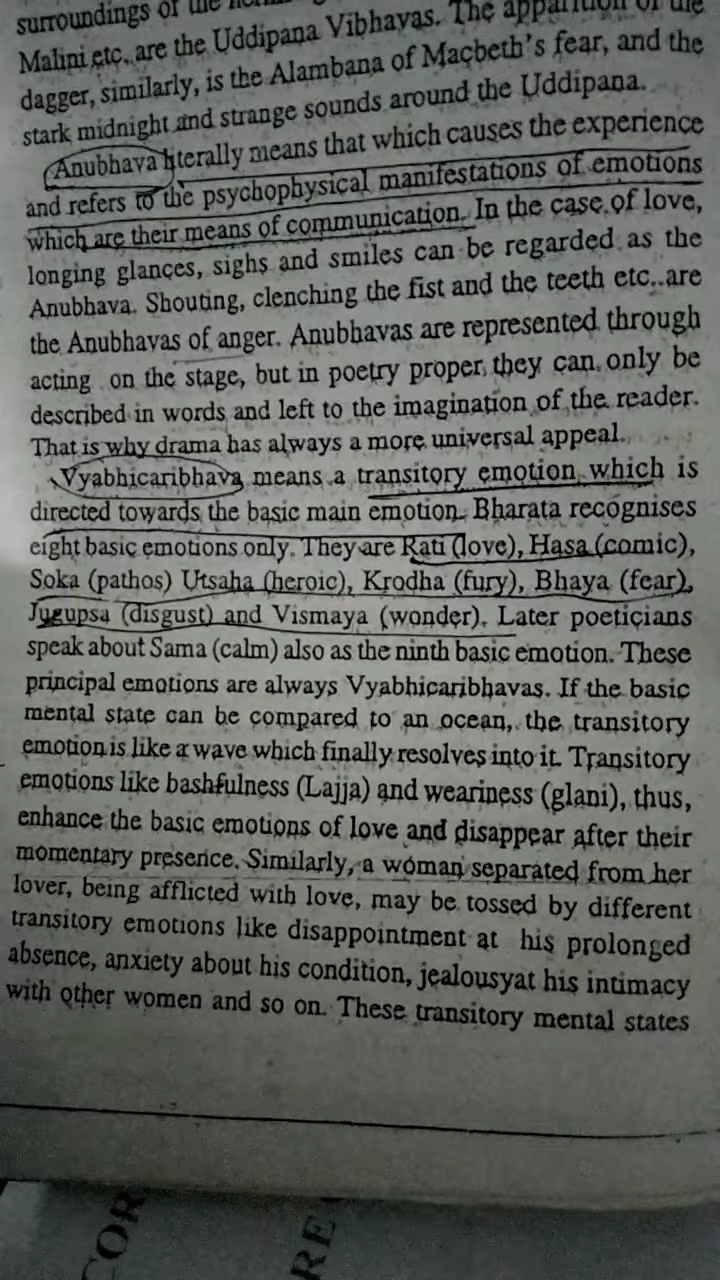 surroundings of the
Malini etc. are the Uddipana Vibhavas. The apparition of the
dagger, similarly, is the Alambana of Macbeth's fear, and the
stark midnight and strange sounds around the Uddipana.
Anubhava literally means that which causes the experience
and refers to the psychophysical manifestations of emotions
which are their means of communication. In the case of love,
longing glances, sighs and smiles can be regarded as the
Anubhava. Shouting, clenching the fist and the teeth etc..are
the Anubhavas of anger. Anubhavas are represented through
acting on the stage, but in poetry proper, they can only be
described in words and left to the imagination of the reader.
That is why drama has always a more universal appeal.
Vyabhicaribhava means a transitory emotion which is
directed towards the basic main emotion. Bharata recognises
eight basic emotions only. They are Rati (love), Hasa (comic),
Soka (pathos) Utsaha (heroic), Krodha (fury), Bhaya (fear),
Jugupsa (disgust) and Vismaya (wonder). Later poeticians
speak about Sama (calm) also as the ninth basic emotion. These
principal emotions are always Vyabhicaribhavas. If the basic
mental state can be compared to an ocean, the transitory
emotion is like a wave which finally resolves into it. Transitory
emotions like bashfulness (Lajja) and weariness (glani), thus,
enhance the basic emotions of love and disappear after their
momentary presence. Similarly, a woman separated from her
lover, being afflicted with love, may be tossed by different
transitory emotions like disappointment at his prolonged
absence, anxiety about his condition, jealousyat his intimacy
with other women and so on. These transitory mental states
COR
RE